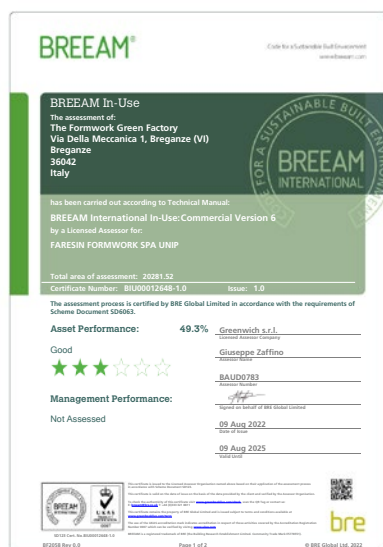 BREEAM®
Code for a Sustainable Built Environment
www.breeam.com
BREEAM In-Use
The assessment of:
The Formwork Green Factory
Via Della Meccanica 1, Breganze (VI)
Breganze
36042
Italy
CODE FOR A SUSTAINABLE BUILT ENVIRONMENT
BREEAM
INTERNATIONAL
has been carried out according to Technical Manual:
BREEAM International In-Use:Commercial Version 6
by a Licensed Assessor for:
FARESIN FORMWORK SPA UNIP
Total area of assessment: 20281.52
Certificate Number: BIU00012648-1.0 Issue: 1.0
The assessment process is certified by BRE Global Limited in accordance with the requirements of
Scheme Document SD6063.
Asset Performance: 49.3%
Good
Management Performance:
Not Assessed
Greenwich s.r.l.
Licensed Assessor Company
Giuseppe Zaffino
Assessor Name
BAUD0783
Assessor Number
Signed on behalf of BRE Global Limited
09 Aug 2022
Date of Issue
09 Aug 2025
Valid Until
BREEAM
UKAS
bre
BF2058 Rev 0.0 Page 1 of 2 © BRE Global Ltd, 2022